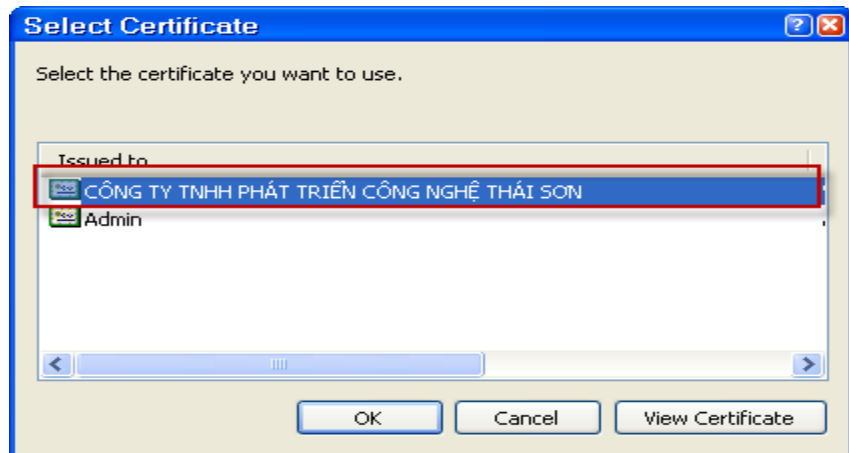 Select Certificate
Select the certificate you want to use.
Issued to
CÔNG TY TNHH PHÁT TRIỂN CÔNG NGHỆ THÁI SƠN
Admin
OK Cancel View Certificate